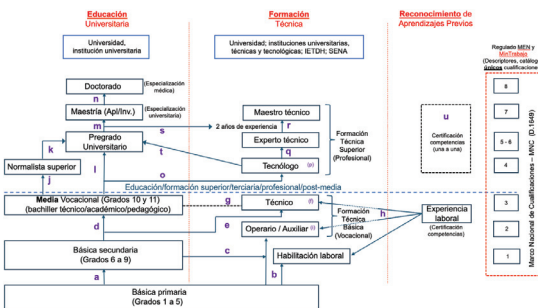 Educación
Universitaria
Formación
Técnica
Reconocimiento de
Aprendizajes Previos
Universidad,
institución universitaria
Universidad; instituciones universitarias,
técnicas y tecnológicas; IETDH; SENA
Regulado MEN y
MinTrabajo
(Descriptores, catálogos
únicos cualificaciones
Doctorado
(Especialización
médica)
n
Maestría (Apl/Inv.)
(Especialización
universitaria)
m
s
2 años de experiencia
Maestro técnico
r
k
Pregrado
Universitario
t
Experto técnico
q
Formación
Técnica
Superior
(Profesional)
Normalista superior
l
Tecnólogo
(p)
j
o
u
Certificación
competencias
(una a una)
8
7
5 - 6
4
3
2
1
Marco Nacional de Cualificaciones – MNC (D.1649)
Educación/formación superior/terciaria/profesional/post-media
Media Vocacional (Grados 10 y 11)
(bachiller técnico/académico/pedagógico)
g
Técnico
(f)
d
e
Operario / Auxiliar
(i)
Formación
Técnica
Básica
(Vocacional)
h
Experiencia
laboral
(Certificación
competencias)
Básica secundaria
(Grados 6 a 9)
c
Habilitación laboral
a
b
Básica primaria
(Grados 1 a 5)